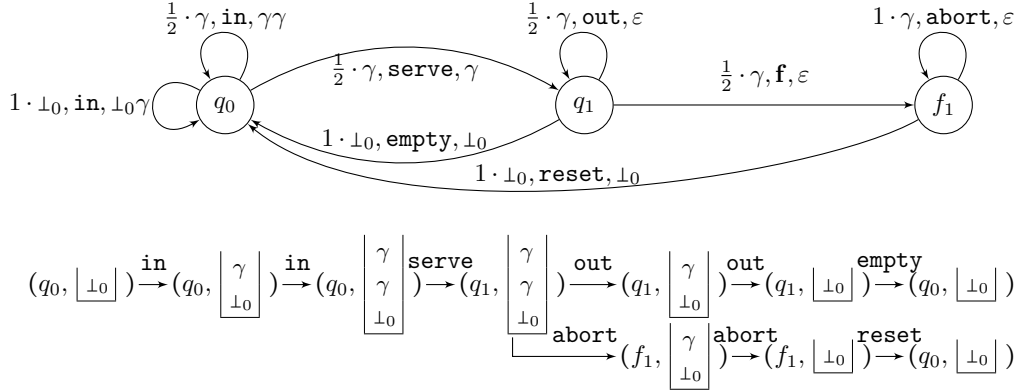 ½ · γ, in, γγ
½ · γ, out, ε
1 · γ, abort, ε
½ · γ, serve, γ
½ · γ, f, ε
1 · ⊥₀, in, ⊥₀γ
q₀
q₁
f₁
1 · ⊥₀, empty, ⊥₀
1 · ⊥₀, reset, ⊥₀
γ γ
γ γ γ γ
(q₀, ⊥₀) in (q₀, ⊥₀) in (q₀, ⊥₀) serve (q₁, ⊥₀) out (q₁, ⊥₀) out (q₁, ⊥₀) empty (q₀, ⊥₀)
γ
abort (f₁, ⊥₀) abort (f₁, ⊥₀) reset (q₀, ⊥₀)